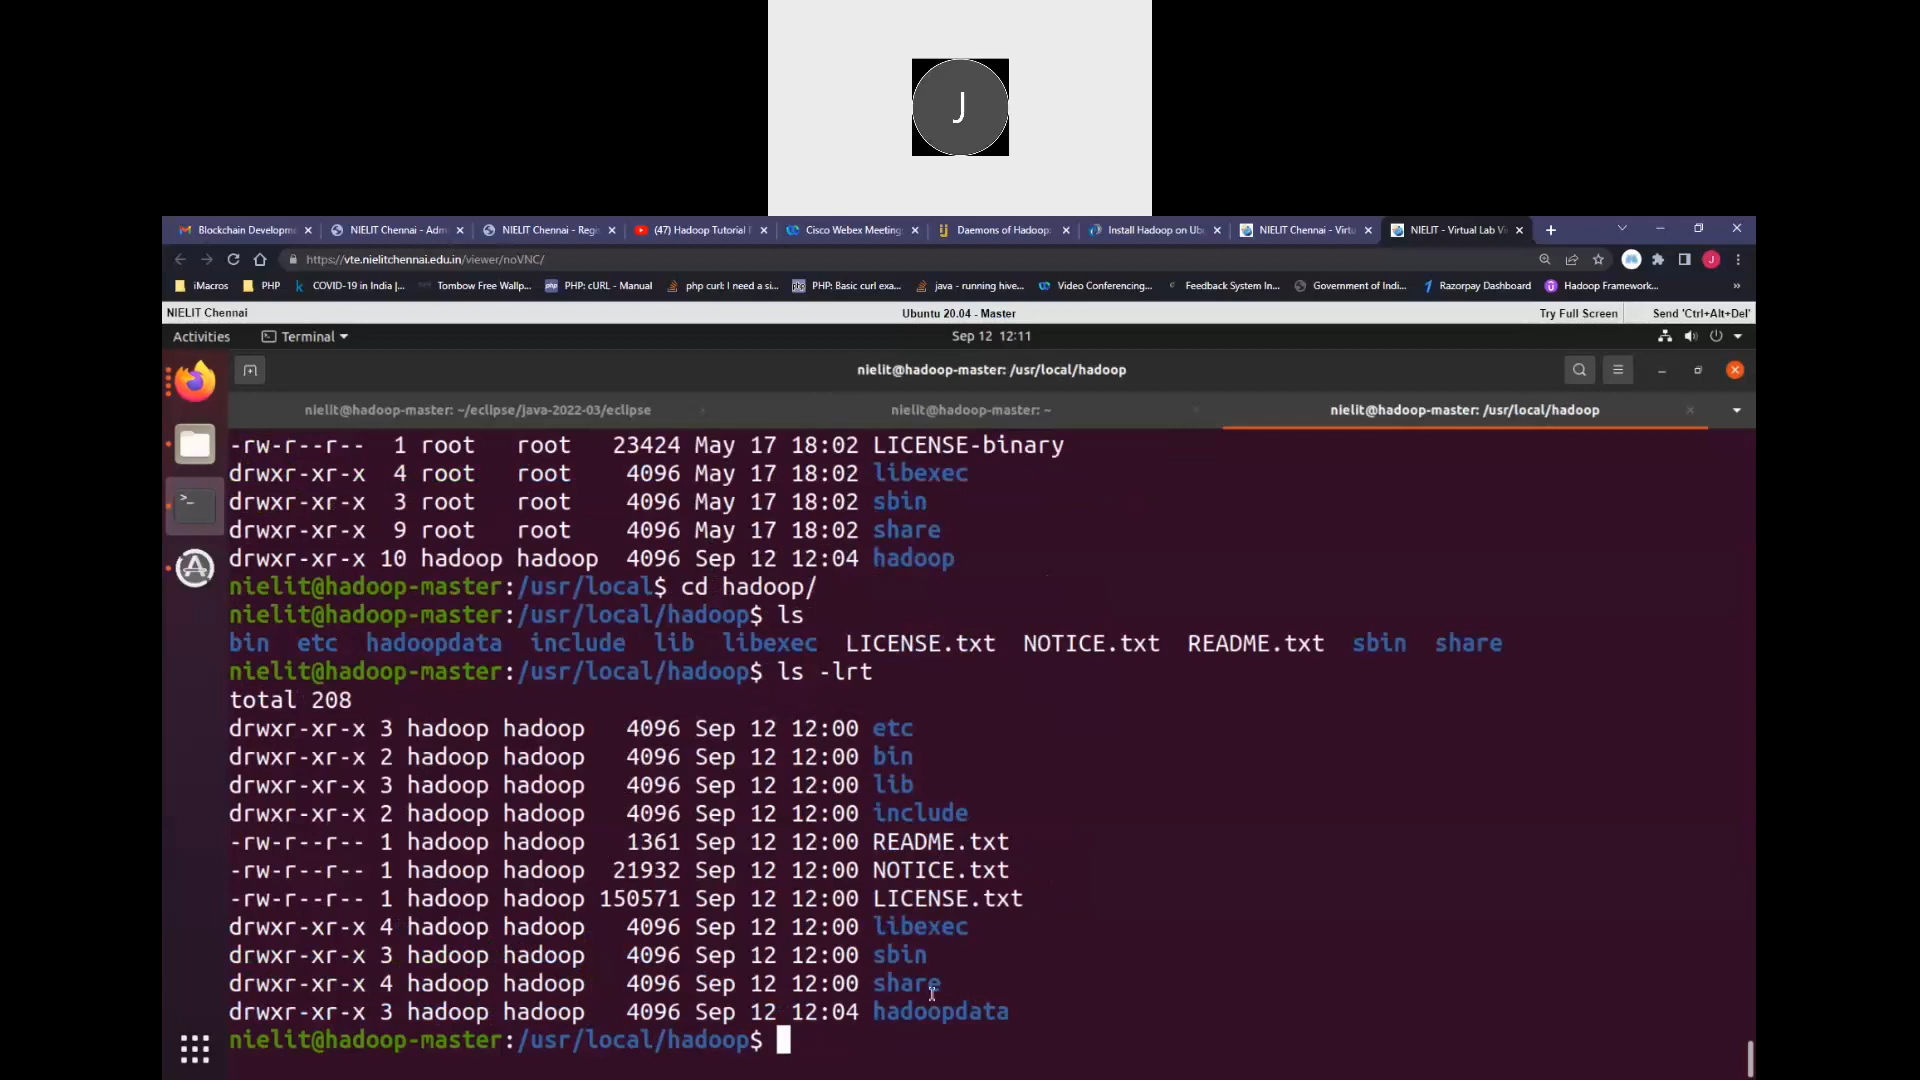 J
Blockchain Developm
NIELIT Chennai - Adm
NIELIT Chennai - Regi
(47) Hadoop Tutorial
Cisco Webex Meeting
Daemons of Hadoop
Install Hadoop on Ub
NIELIT Chennai - Virtu
NIELIT - Virtual Lab Vi
https://vte.nielitchennai.edu.in/viewer/noVNC/
J
iMacros
PHP
COVID-19 in India |...
Tombow Free Wallp...
PHP: cURL - Manual
php curl: I need a si...
PHP: Basic curl exa...
java - running hive...
Video Conferencing...
Feedback System In...
Government of Indi...
Razorpay Dashboard
Hadoop Framework...
»
NIELIT Chennai
Ubuntu 20.04 - Master
Try Full Screen
Send 'Ctrl+Alt+Del'
Activities
Terminal
Sep 12 12:11
nielit@hadoop-master: /usr/local/hadoop
nielit@hadoop-master: ~/eclipse/java-2022-03/eclipse
nielit@hadoop-master: ~
nielit@hadoop-master: /usr/local/hadoop
-rw-r--r-- 1 root root 23424 May 17 18:02 LICENSE-binary
drwxr-xr-x 4 root root 4096 May 17 18:02 libexec
drwxr-xr-x 3 root root 4096 May 17 18:02 sbin
drwxr-xr-x 9 root root 4096 May 17 18:02 share
drwxr-xr-x 10 hadoop hadoop 4096 Sep 12 12:04 hadoop
nielit@hadoop-master:/usr/local$ cd hadoop/
nielit@hadoop-master:/usr/local/hadoop$ ls
bin etc hadoopdata include lib libexec LICENSE.txt NOTICE.txt README.txt sbin share
nielit@hadoop-master:/usr/local/hadoop$ ls -lrt
total 208
drwxr-xr-x 3 hadoop hadoop 4096 Sep 12 12:00 etc
drwxr-xr-x 2 hadoop hadoop 4096 Sep 12 12:00 bin
drwxr-xr-x 3 hadoop hadoop 4096 Sep 12 12:00 lib
drwxr-xr-x 2 hadoop hadoop 4096 Sep 12 12:00 include
-rw-r--r-- 1 hadoop hadoop 1361 Sep 12 12:00 README.txt
-rw-r--r-- 1 hadoop hadoop 21932 Sep 12 12:00 NOTICE.txt
-rw-r--r-- 1 hadoop hadoop 150571 Sep 12 12:00 LICENSE.txt
drwxr-xr-x 4 hadoop hadoop 4096 Sep 12 12:00 libexec
drwxr-xr-x 3 hadoop hadoop 4096 Sep 12 12:00 sbin
drwxr-xr-x 4 hadoop hadoop 4096 Sep 12 12:00 share
drwxr-xr-x 3 hadoop hadoop 4096 Sep 12 12:04 hadoopdata
nielit@hadoop-master:/usr/local/hadoop$